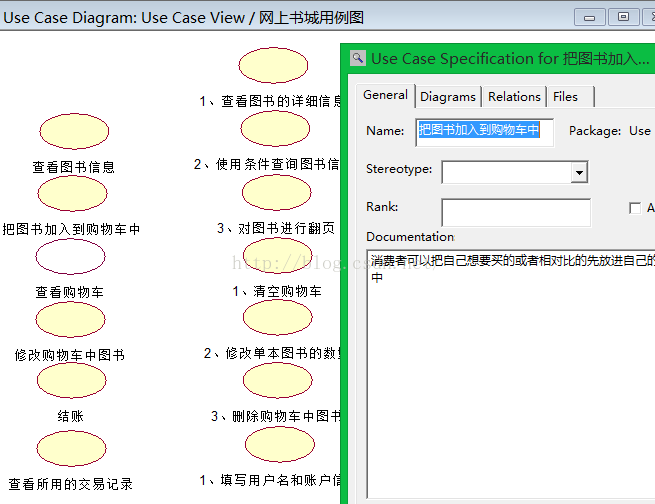 Use Case Diagram: Use Case View / 网上书城用例图
查看图书信息
把图书加入到购物车中
查看购物车
修改购物车中图书
结账
查看所用的交易记录
1、查看图书的详细信息
2、使用条件查询图书信
3、对图书进行翻页
1、清空购物车
2、修改单本图书的数
3、删除购物车中图书
1、填写用户名和账户信
http://blog.csdn.net
Use Case Specification for 把图书加入...
General
Diagrams
Relations
Files
Name:
把图书加入到购物车中
Package:
Use
Stereotype:
Rank:
A
Documentation:
消费者可以把自己想要买的或者相对比的先放进自己的
中